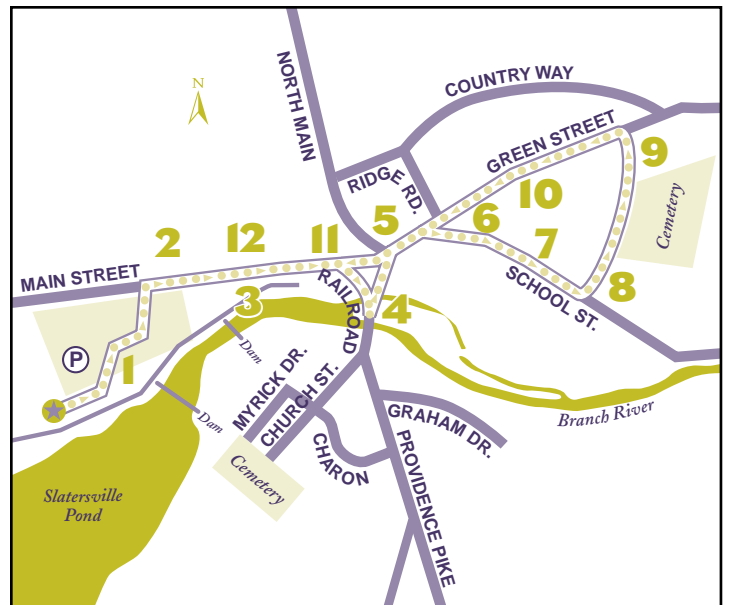 N
NORTH MAIN
COUNTRY WAY
GREEN STREET
RIDGE RD.
9
10
Cemetery
5
6
7
2
12
11
MAIN STREET
SCHOOL ST.
8
3
RAILROAD
4
P
1
Dam
Dam
MYRICK DR.
CHURCH ST.
GRAHAM DR.
Branch River
CHARON
Cemetery
PROVIDENCE PIKE
Slatersville
Pond